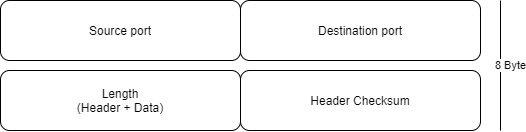 Source port
Destination port
8 Byte
Length
(Header + Data)
Header Checksum